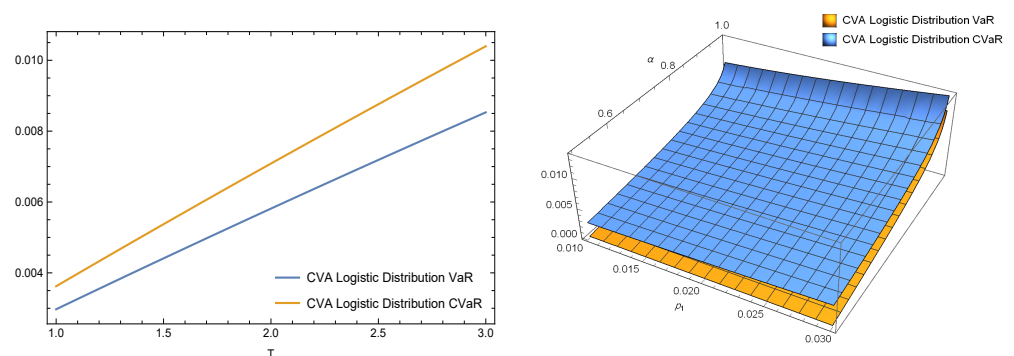 0.010
0.008
0.006
0.004
1.0
1.5
2.0
2.5
3.0
T
CVA Logistic Distribution VaR
CVA Logistic Distribution CVaR
CVA Logistic Distribution VaR
CVA Logistic Distribution CVaR
1.0
α
0.8
0.6
0.010
0.005
0.000
0.010
0.015
0.020
ρ₁
0.025
0.030